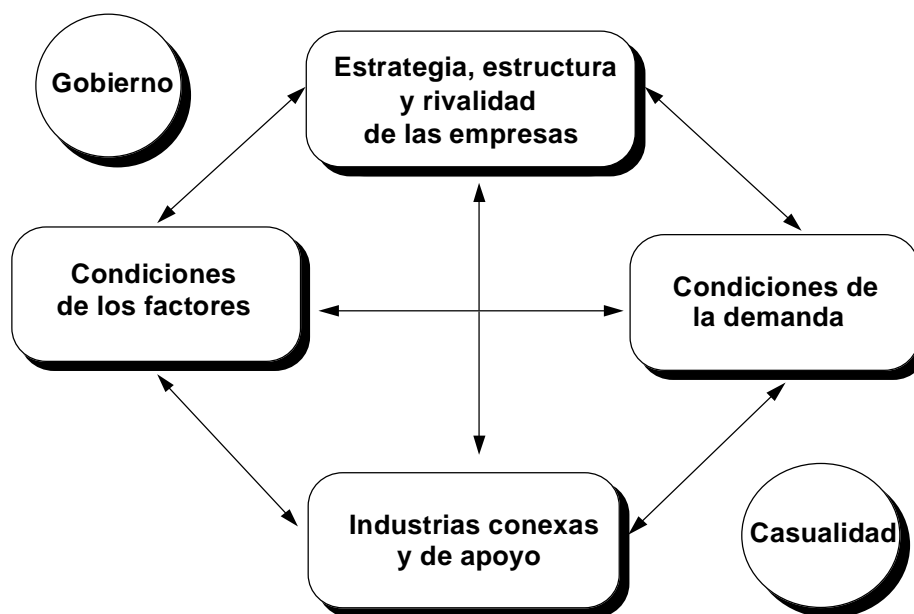 Gobierno
Estrategia, estructura
y rivalidad
de las empresas
Condiciones
de los factores
Condiciones de
la demanda
Industrias conexas
y de apoyo
Casualidad